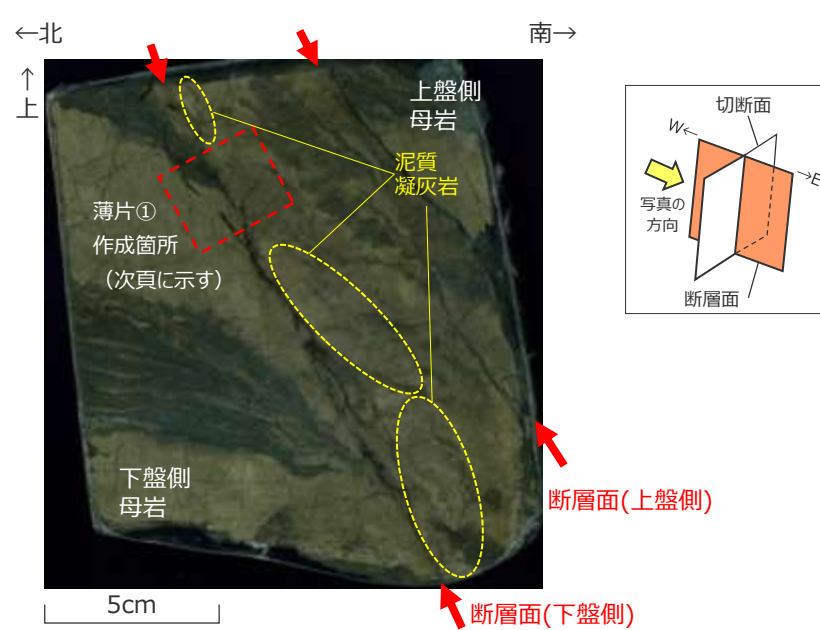 ←北
南→
↑
上
上盤側
母岩
泥質
凝灰岩
薄片①
作成箇所
（次頁に示す）
下盤側
母岩
断層面(上盤側)
断層面(下盤側)
5cm
切断面
W←
→E
写真の
方向
断層面